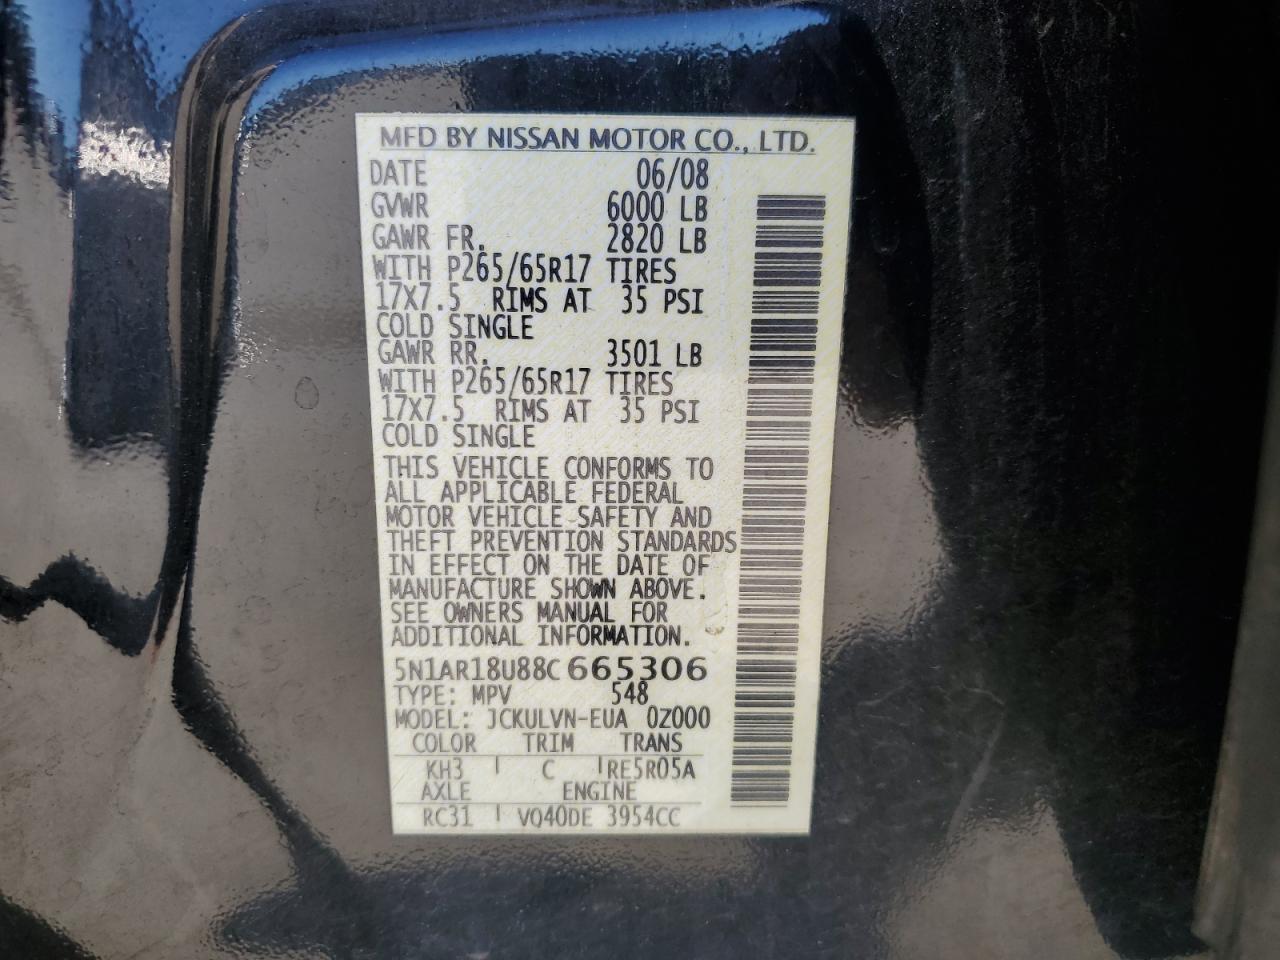 MFD BY NISSAN MOTOR CO., LTD.
DATE 06/08
GVWR 6000 LB
GAWR FR. 2820 LB
WITH P265/65R17 TIRES
17X7.5 RIMS AT 35 PSI
COLD SINGLE
GAWR RR. 3501 LB
WITH P265/65R17 TIRES
17X7.5 RIMS AT 35 PSI
COLD SINGLE
THIS VEHICLE CONFORMS TO
ALL APPLICABLE FEDERAL
MOTOR VEHICLE SAFETY AND
THEFT PREVENTION STANDARDS
IN EFFECT ON THE DATE OF
MANUFACTURE SHOWN ABOVE.
SEE OWNERS MANUAL FOR
ADDITIONAL INFORMATION.
5N1AR18U88C665306
TYPE: MPV 548
MODEL: JCKULVN-EUA 0Z000
COLOR TRIM TRANS
KH3 C RE5R05A
AXLE ENGINE
RC31 VQ40DE 3954CC